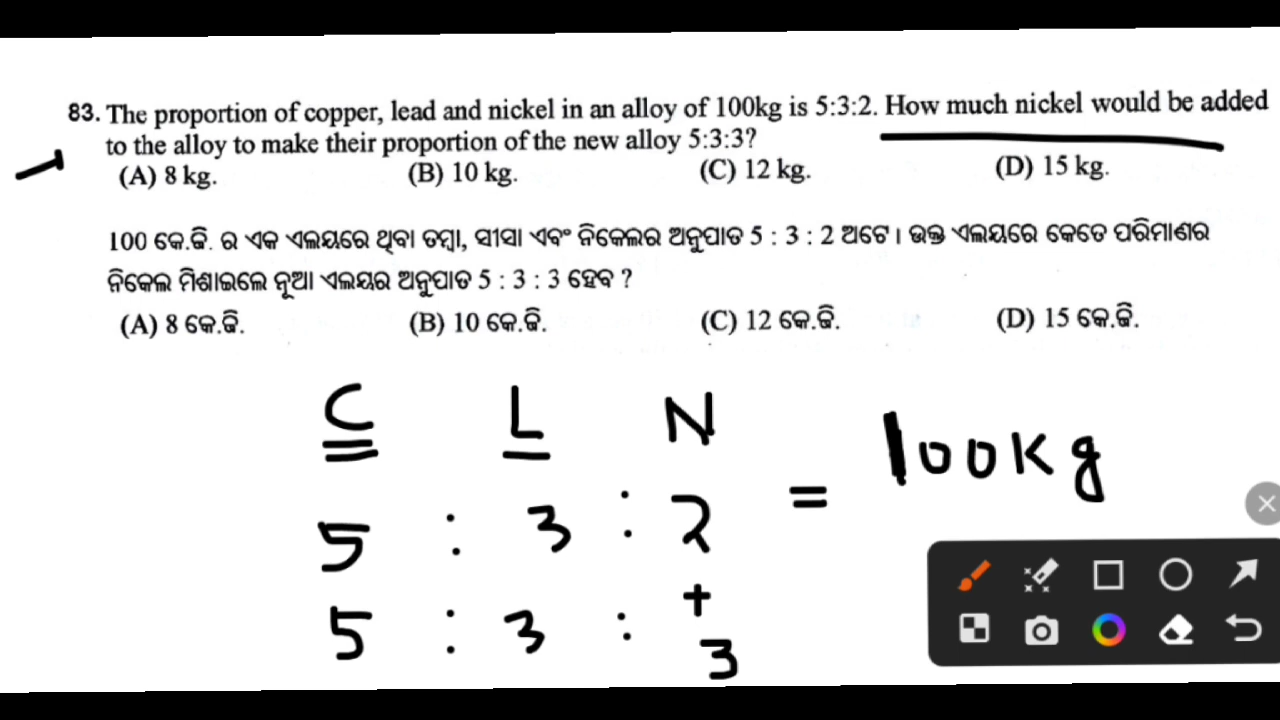 83. The proportion of copper, lead and nickel in an alloy of 100kg is 5:3:2. How much nickel would be added
to the alloy to make their proportion of the new alloy 5:3:3?
(A) 8 kg. (B) 10 kg. (C) 12 kg. (D) 15 kg.
100 କେ.ଜି. ର ଏକ ଏଲୟରେ ଥିବା ତମ୍ବା, ସୀସା ଏବଂ ନିକେଲର ଅନୁପାତ 5 : 3 : 2 ଅଟେ । ଉକ୍ତ ଏଲୟରେ କେତେ ପରିମାଣର
ନିକେଲ ମିଶାଇଲେ ନୂଆ ଏଲୟର ଅନୁପାତ 5 : 3 : 3 ହେବ ?
(A) 8 କେ.ଜି. (B) 10 କେ.ଜି. (C) 12 କେ.ଜି. (D) 15 କେ.ଜି.
C L N
5 : 3 : 2 = 100Kg
+
5 : 3 : 3